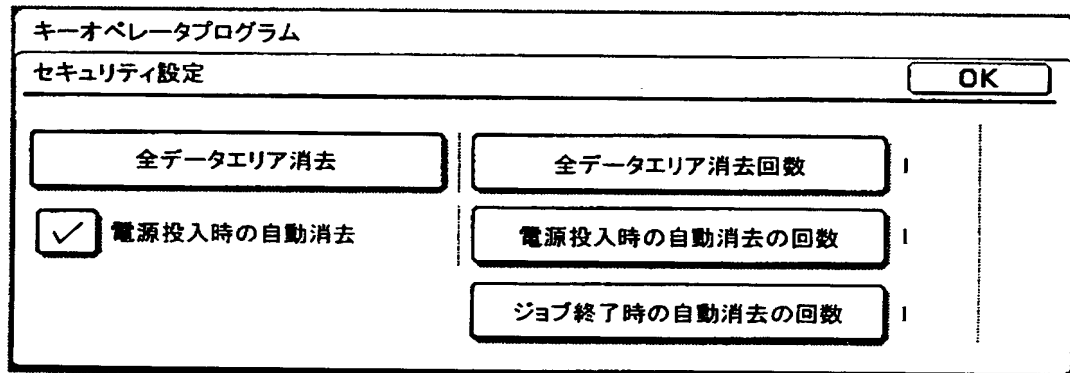 キーオペレータプログラム
セキュリティ設定
OK
全データエリア消去
全データエリア消去回数 1
電源投入時の自動消去
電源投入時の自動消去の回数 1
ジョブ終了時の自動消去の回数 1